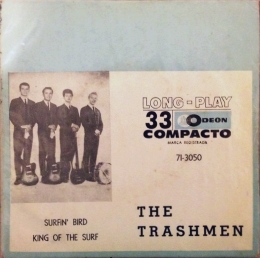 LONG-PLAY
33 ODEON
COMPACTO
MARCA REGISTRADA
71-3050
SURFIN' BIRD
KING OF THE SURF
THE
TRASHMEN